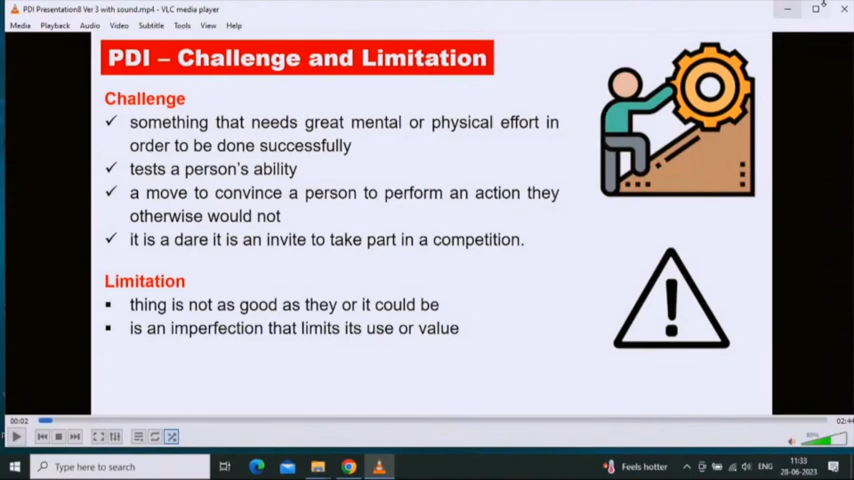 PDI Presentation8 Ver 3 with sound.mp4 - VLC media player
Media Playback Audio Video Subtitle Tools View Help
PDI – Challenge and Limitation
Challenge
✓ something that needs great mental or physical effort in
order to be done successfully
✓ tests a person's ability
✓ a move to convince a person to perform an action they
otherwise would not
✓ it is a dare it is an invite to take part in a competition.
Limitation
▪ thing is not as good as they or it could be
▪ is an imperfection that limits its use or value
00:02
02:44
80%
Type here to search
Feels hotter
ENG
11:33
28-06-2023